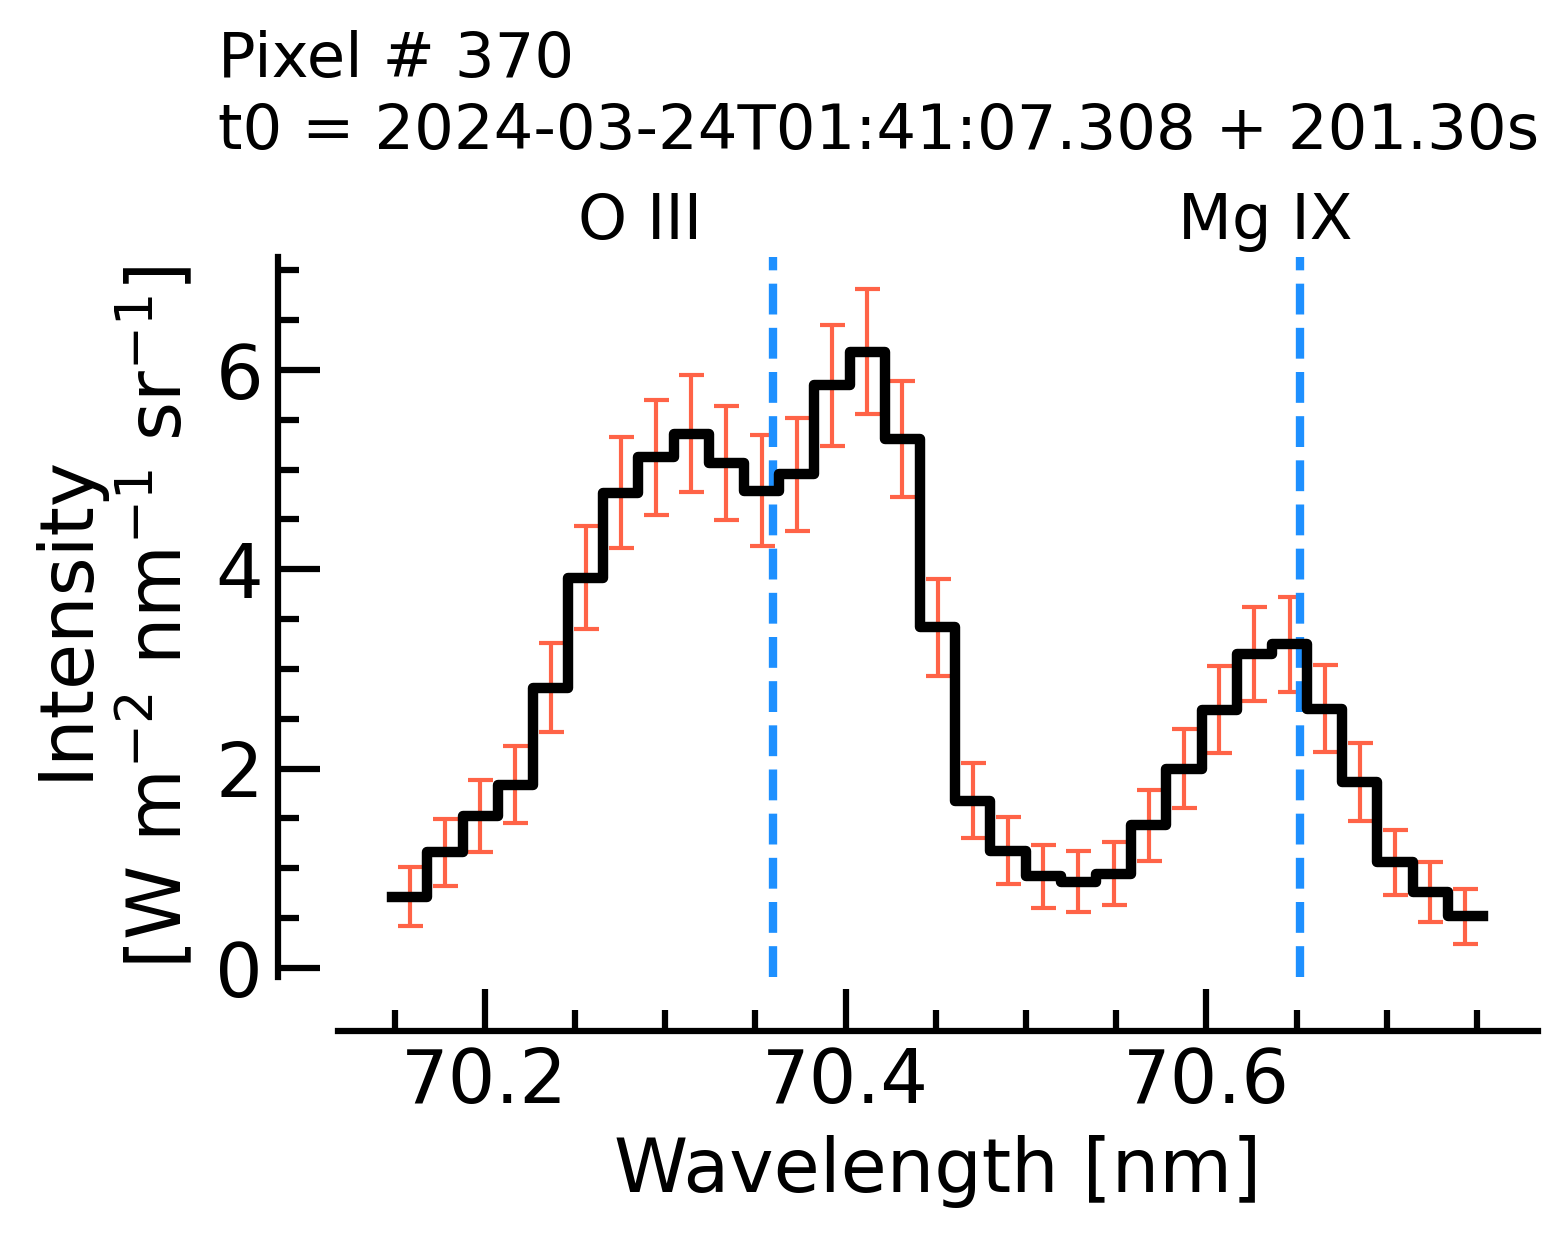 Pixel # 370
t0 = 2024-03-24T01:41:07.308 + 201.30s
O III
Mg IX
Intensity
[W m⁻² nm⁻¹ sr⁻¹]
6
4
2
0
70.2
70.4
70.6
Wavelength [nm]